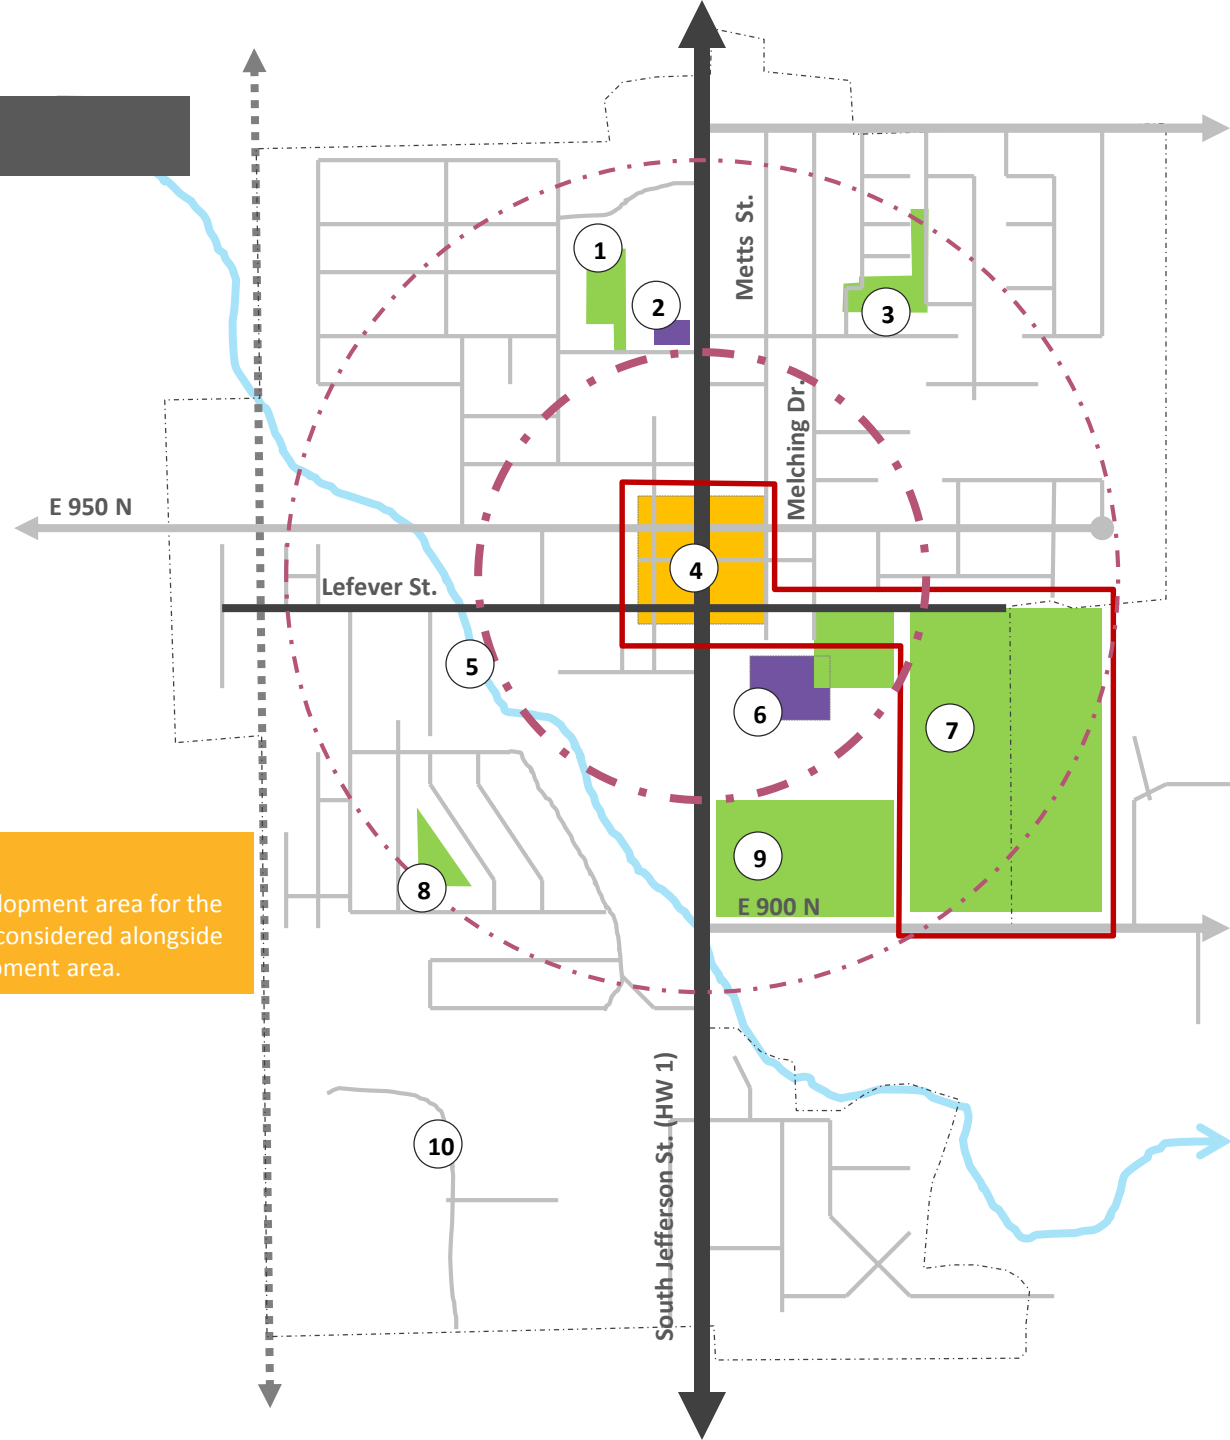 1
Metts St.
2
3
Melching Dr.
E 950 N
4
Lefever St.
5
6
7
9
8
E 900 N
lopment area for the
considered alongside
pment area.
South Jefferson St. (HW 1)
10